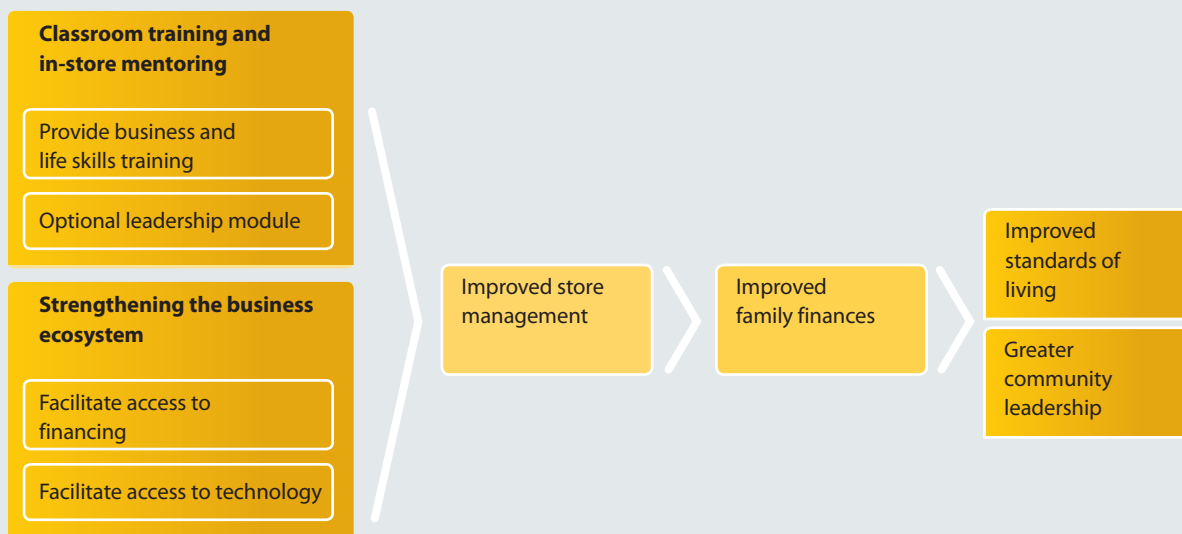 Classroom training and
in-store mentoring
Provide business and
life skills training
Optional leadership module
Strengthening the business
ecosystem
Facilitate access to
financing
Facilitate access to technology
Improved store
management
Improved
family finances
Improved
standards of
living
Greater
community
leadership